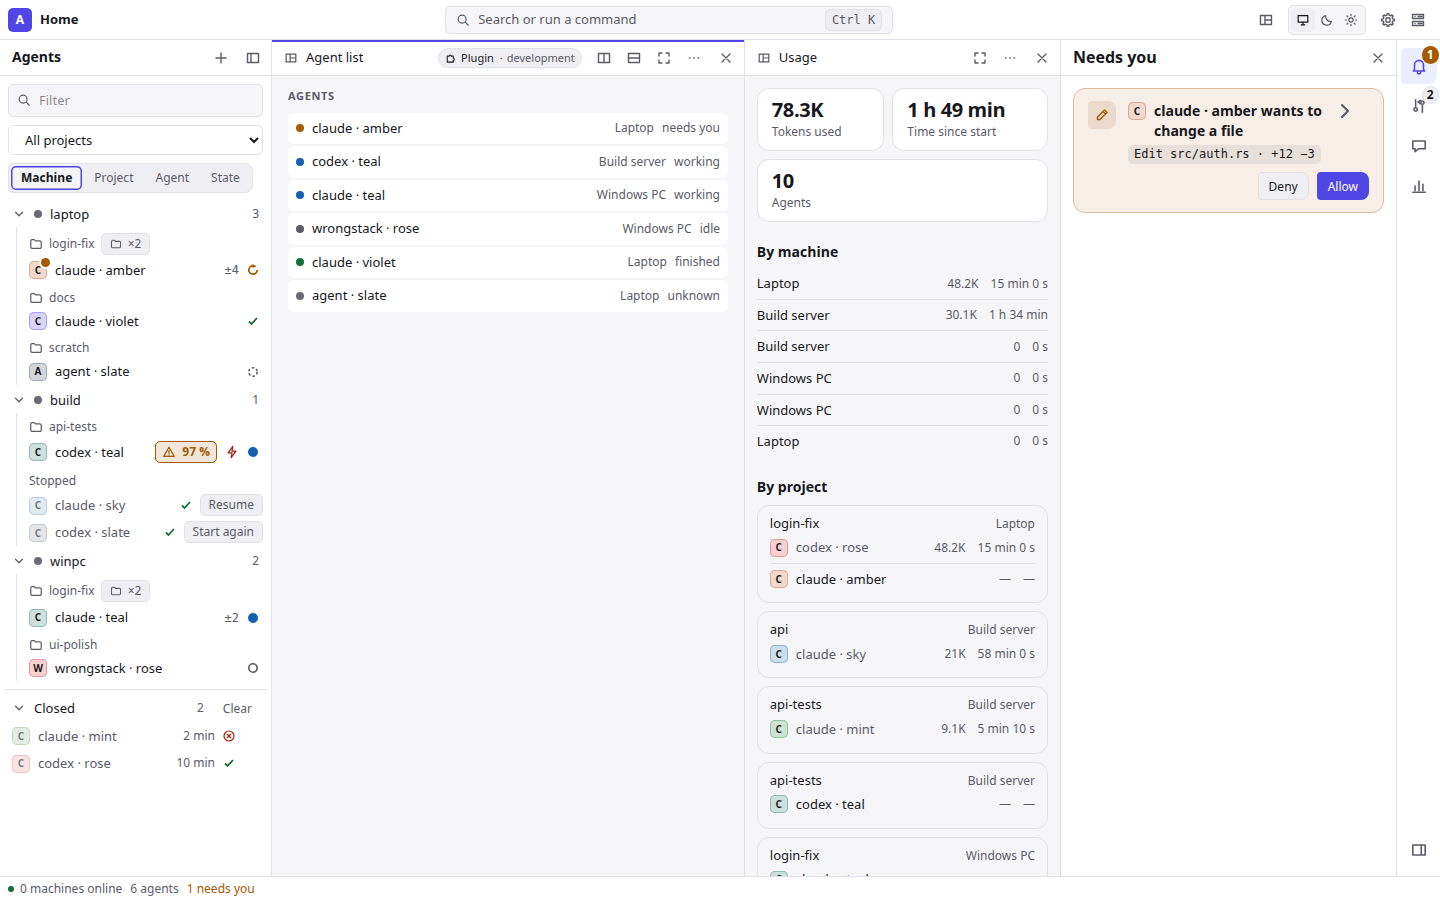 A Home
Search or run a command Ctrl K
Agents
Filter
All projects
Machine Project Agent State
laptop 3
login-fix ×2
C claude · amber ±4
docs
C claude · violet
scratch
A agent · slate
build 1
api-tests
C codex · teal 97 %
Stopped
C claude · sky Resume
C codex · slate Start again
winpc 2
login-fix ×2
C claude · teal ±2
ui-polish
W wrongstack · rose
Closed 2 Clear
C claude · mint 2 min
C codex · rose 10 min
Agent list Plugin · development
AGENTS
claude · amber Laptop needs you
codex · teal Build server working
claude · teal Windows PC working
wrongstack · rose Windows PC idle
claude · violet Laptop finished
agent · slate Laptop unknown
Usage
78.3K
Tokens used
1 h 49 min
Time since start
10
Agents
By machine
Laptop 48.2K 15 min 0 s
Build server 30.1K 1 h 34 min
Build server 0 0 s
Windows PC 0 0 s
Windows PC 0 0 s
Laptop 0 0 s
By project
login-fix Laptop
C codex · rose 48.2K 15 min 0 s
C claude · amber — —
api Build server
C claude · sky 21K 58 min 0 s
api-tests Build server
C claude · mint 9.1K 5 min 10 s
api-tests Build server
C codex · teal — —
login-fix Windows PC
Needs you
C claude · amber wants to
change a file
Edit src/auth.rs · +12 −3
Deny Allow
1
2
0 machines online 6 agents 1 needs you